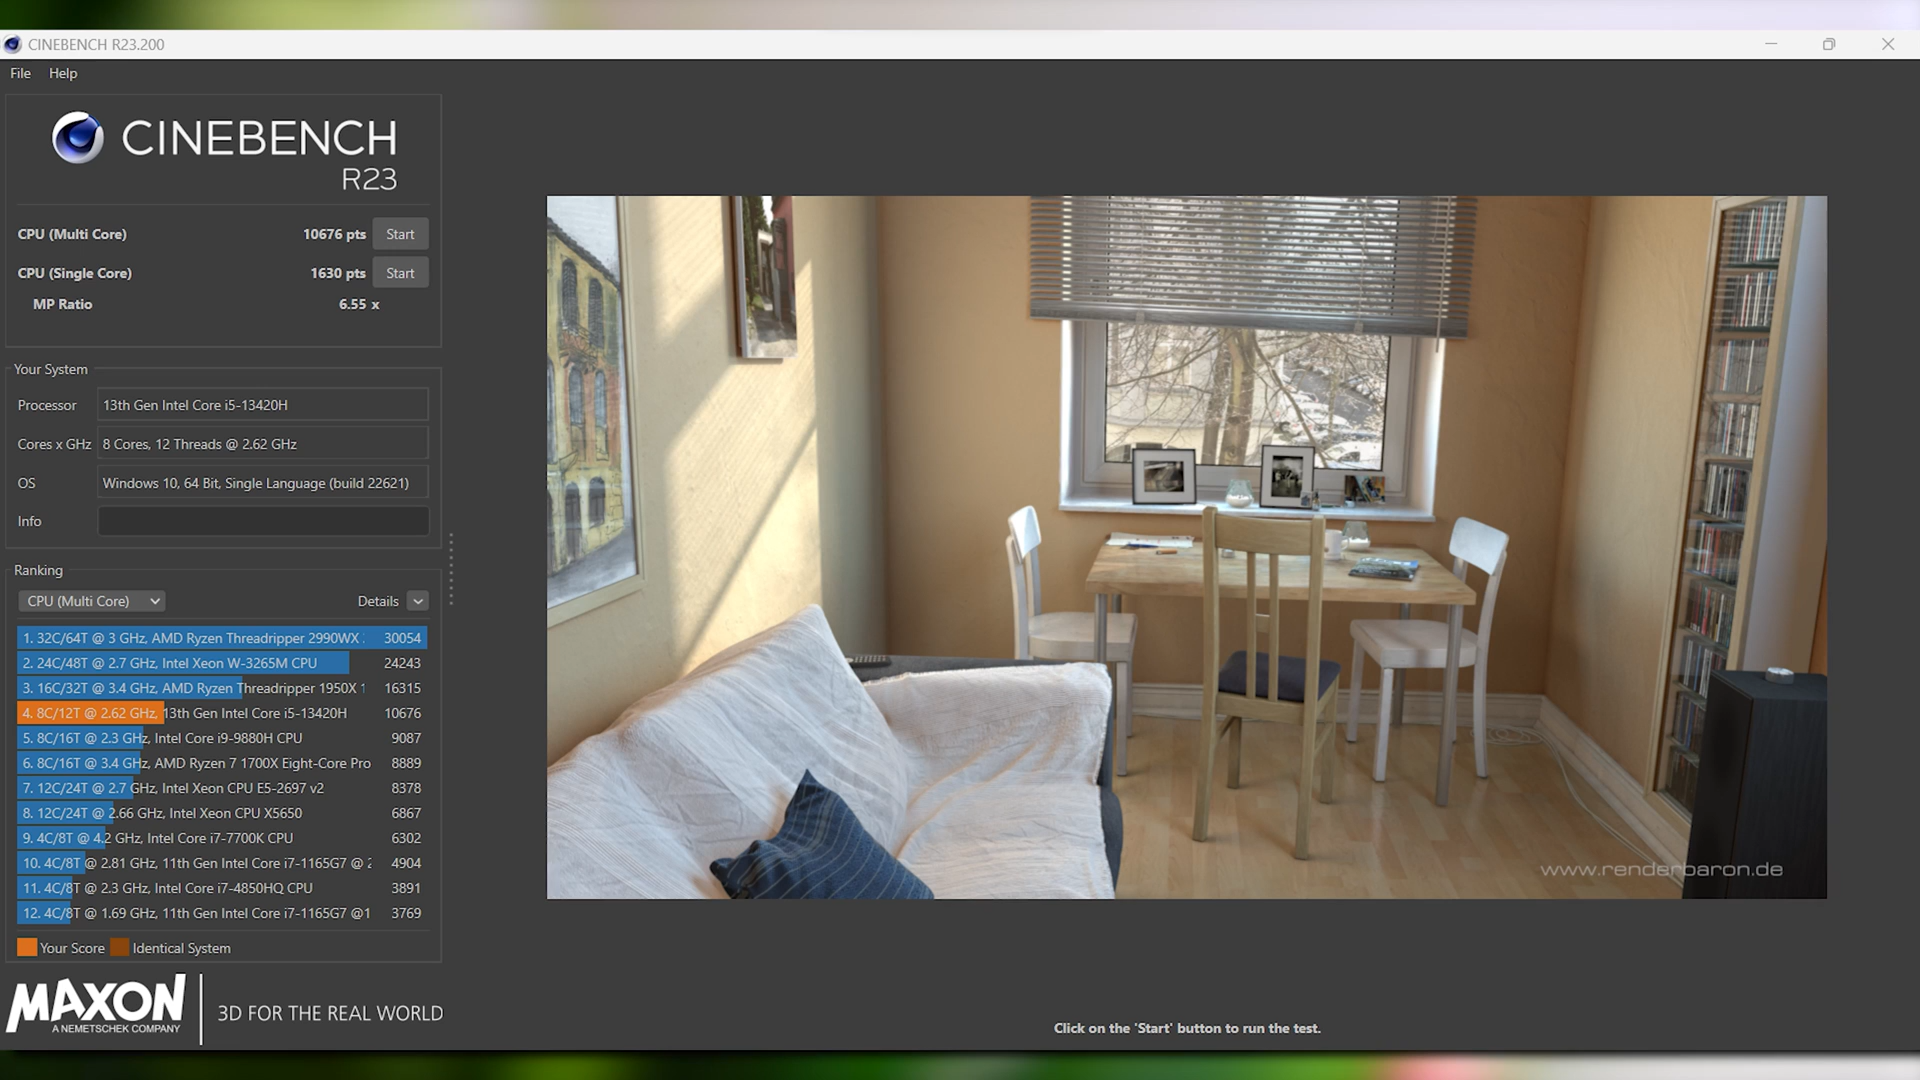 CINEBENCH R23.200
File Help
CINEBENCH
R23
CPU (Multi Core) 10676 pts Start
CPU (Single Core) 1630 pts Start
MP Ratio 6.55 x
Your System
Processor 13th Gen Intel Core i5-13420H
Cores x GHz 8 Cores, 12 Threads @ 2.62 GHz
OS Windows 10, 64 Bit, Single Language (build 22621)
Info
Ranking
CPU (Multi Core) Details
1. 32C/64T @ 3 GHz, AMD Ryzen Threadripper 2990WX 30054
2. 24C/48T @ 2.7 GHz, Intel Xeon W-3265M CPU 24243
3. 16C/32T @ 3.4 GHz, AMD Ryzen Threadripper 1950X 1 16315
4. 8C/12T @ 2.62 GHz, 13th Gen Intel Core i5-13420H 10676
5. 8C/16T @ 2.3 GHz, Intel Core i9-9880H CPU 9087
6. 8C/16T @ 3.4 GHz, AMD Ryzen 7 1700X Eight-Core Pro 8889
7. 12C/24T @ 2.7 GHz, Intel Xeon CPU E5-2697 v2 8378
8. 12C/24T @ 2.66 GHz, Intel Xeon CPU X5650 6867
9. 4C/8T @ 4.2 GHz, Intel Core i7-7700K CPU 6302
10. 4C/8T @ 2.81 GHz, 11th Gen Intel Core i7-1165G7 @ 2 4904
11. 4C/8T @ 2.3 GHz, Intel Core i7-4850HQ CPU 3891
12. 4C/8T @ 1.69 GHz, 11th Gen Intel Core i7-1165G7 @1 3769
Your Score Identical System
MAXON
A NEMETSCHEK COMPANY
3D FOR THE REAL WORLD
www.renderbaron.de
Click on the 'Start' button to run the test.